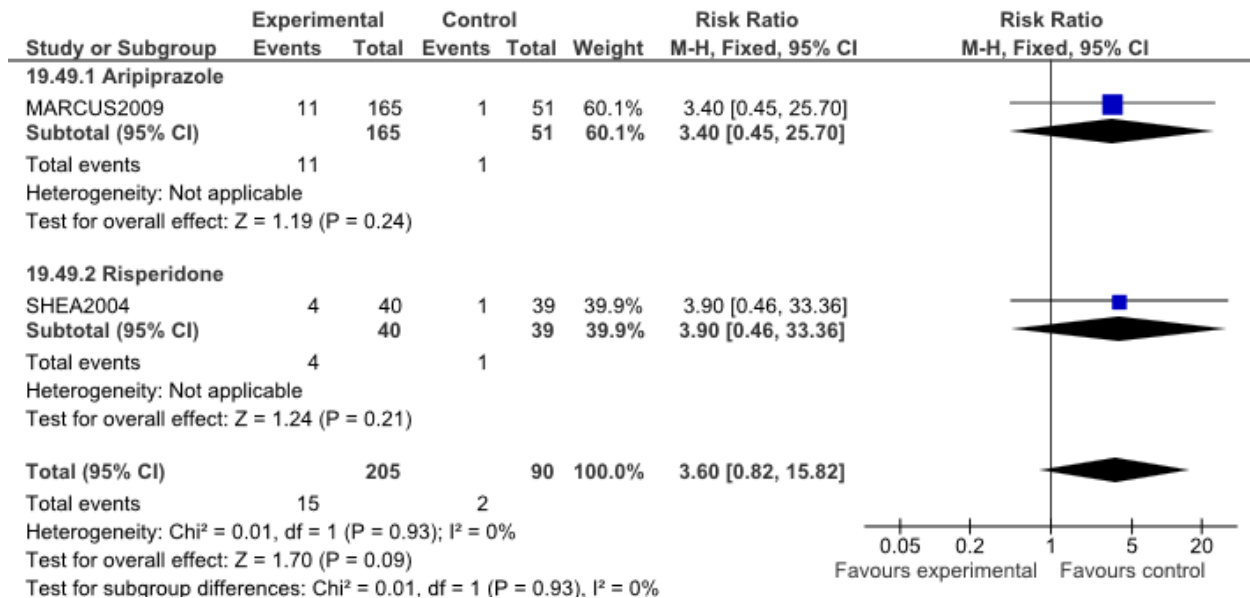 Experimental Control Risk Ratio Risk Ratio
Study or Subgroup Events Total Events Total Weight M-H, Fixed, 95% CI M-H, Fixed, 95% CI
19.49.1 Aripiprazole
MARCUS2009 11 165 1 51 60.1% 3.40 [0.45, 25.70]
Subtotal (95% CI) 165 51 60.1% 3.40 [0.45, 25.70]
Total events 11 1
Heterogeneity: Not applicable
Test for overall effect: Z = 1.19 (P = 0.24)
19.49.2 Risperidone
SHEA2004 4 40 1 39 39.9% 3.90 [0.46, 33.36]
Subtotal (95% CI) 40 39 39.9% 3.90 [0.46, 33.36]
Total events 4 1
Heterogeneity: Not applicable
Test for overall effect: Z = 1.24 (P = 0.21)
Total (95% CI) 205 90 100.0% 3.60 [0.82, 15.82]
Total events 15 2
Heterogeneity: Chi² = 0.01, df = 1 (P = 0.93); I² = 0%
Test for overall effect: Z = 1.70 (P = 0.09)
Test for subgroup differences: Chi² = 0.01, df = 1 (P = 0.93), I² = 0%
0.05 0.2 1 5 20
Favours experimental Favours control